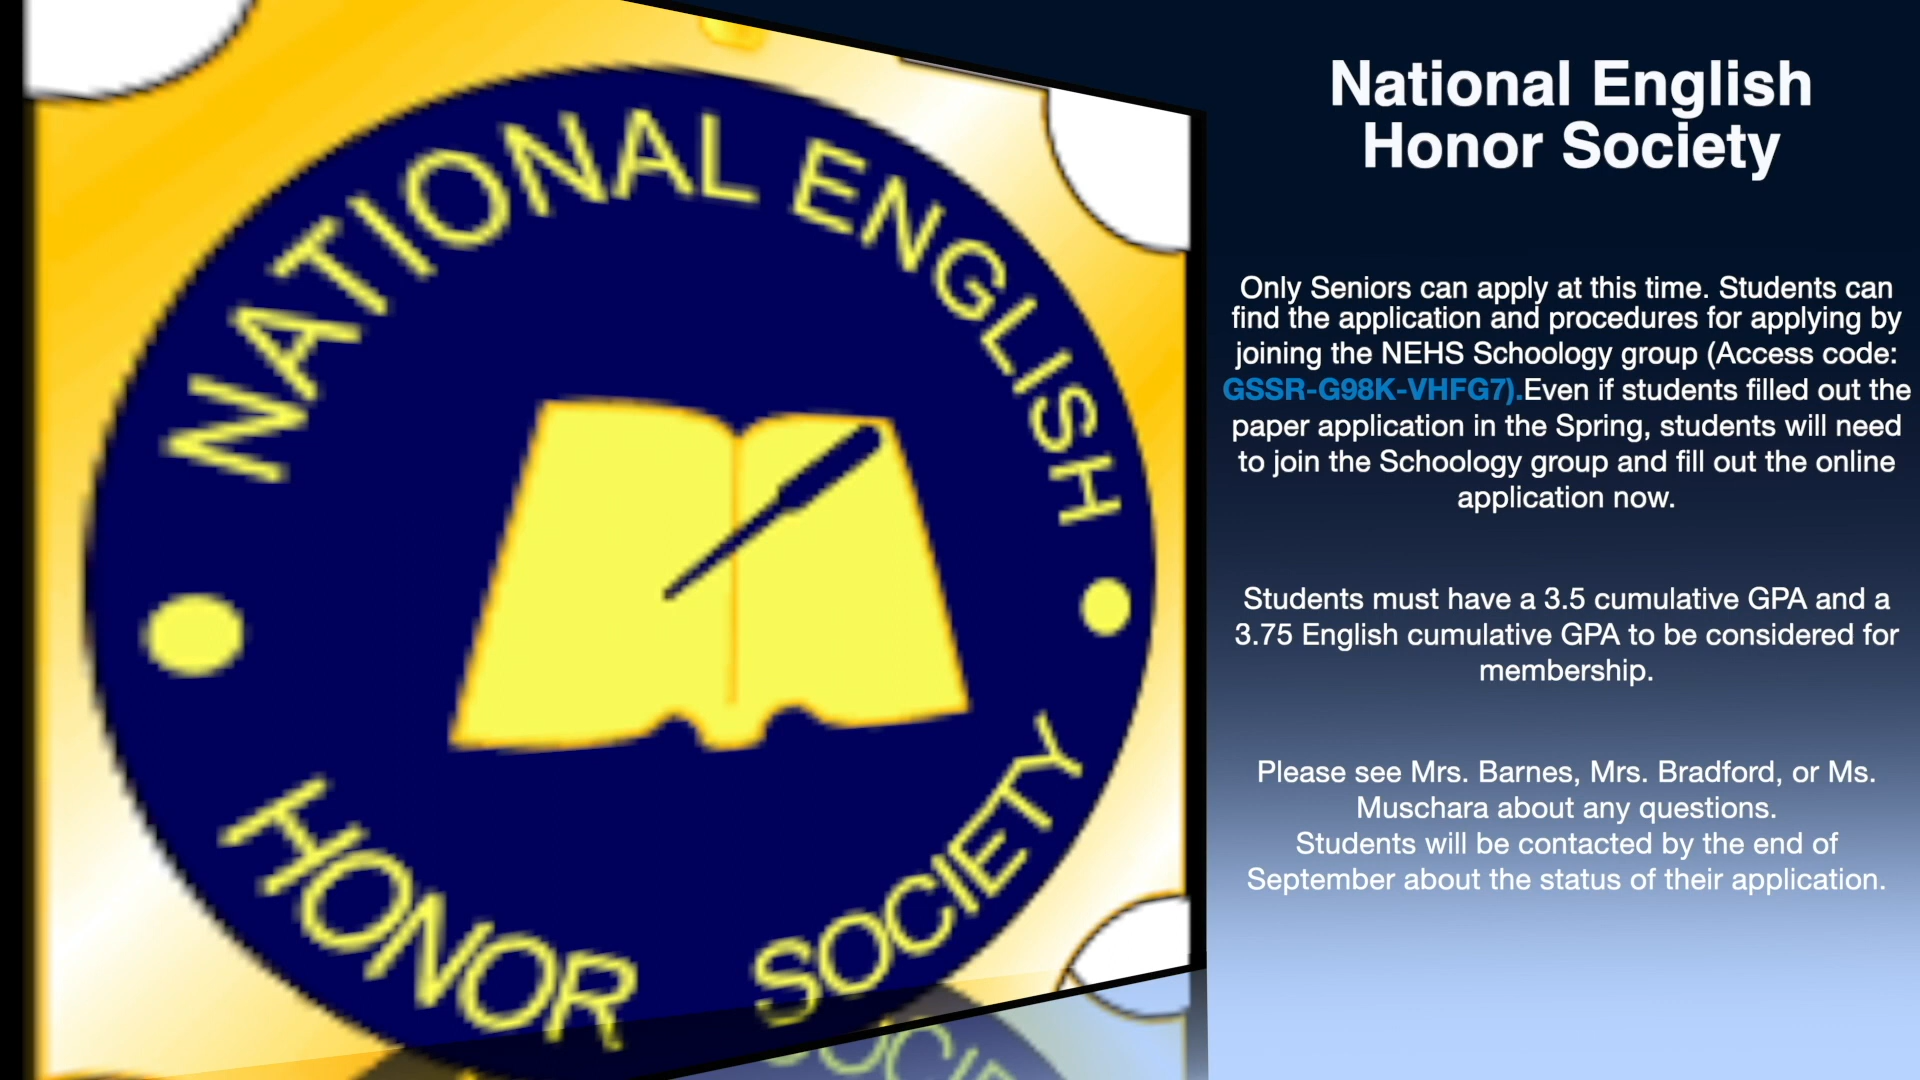 NATIONAL ENGLISH
HONOR SOCIETY
National English
Honor Society
Only Seniors can apply at this time. Students can
find the application and procedures for applying by
joining the NEHS Schoology group (Access code:
GSSR-G98K-VHFG7).Even if students filled out the
paper application in the Spring, students will need
to join the Schoology group and fill out the online
application now.
Students must have a 3.5 cumulative GPA and a
3.75 English cumulative GPA to be considered for
membership.
Please see Mrs. Barnes, Mrs. Bradford, or Ms.
Muschara about any questions.
Students will be contacted by the end of
September about the status of their application.